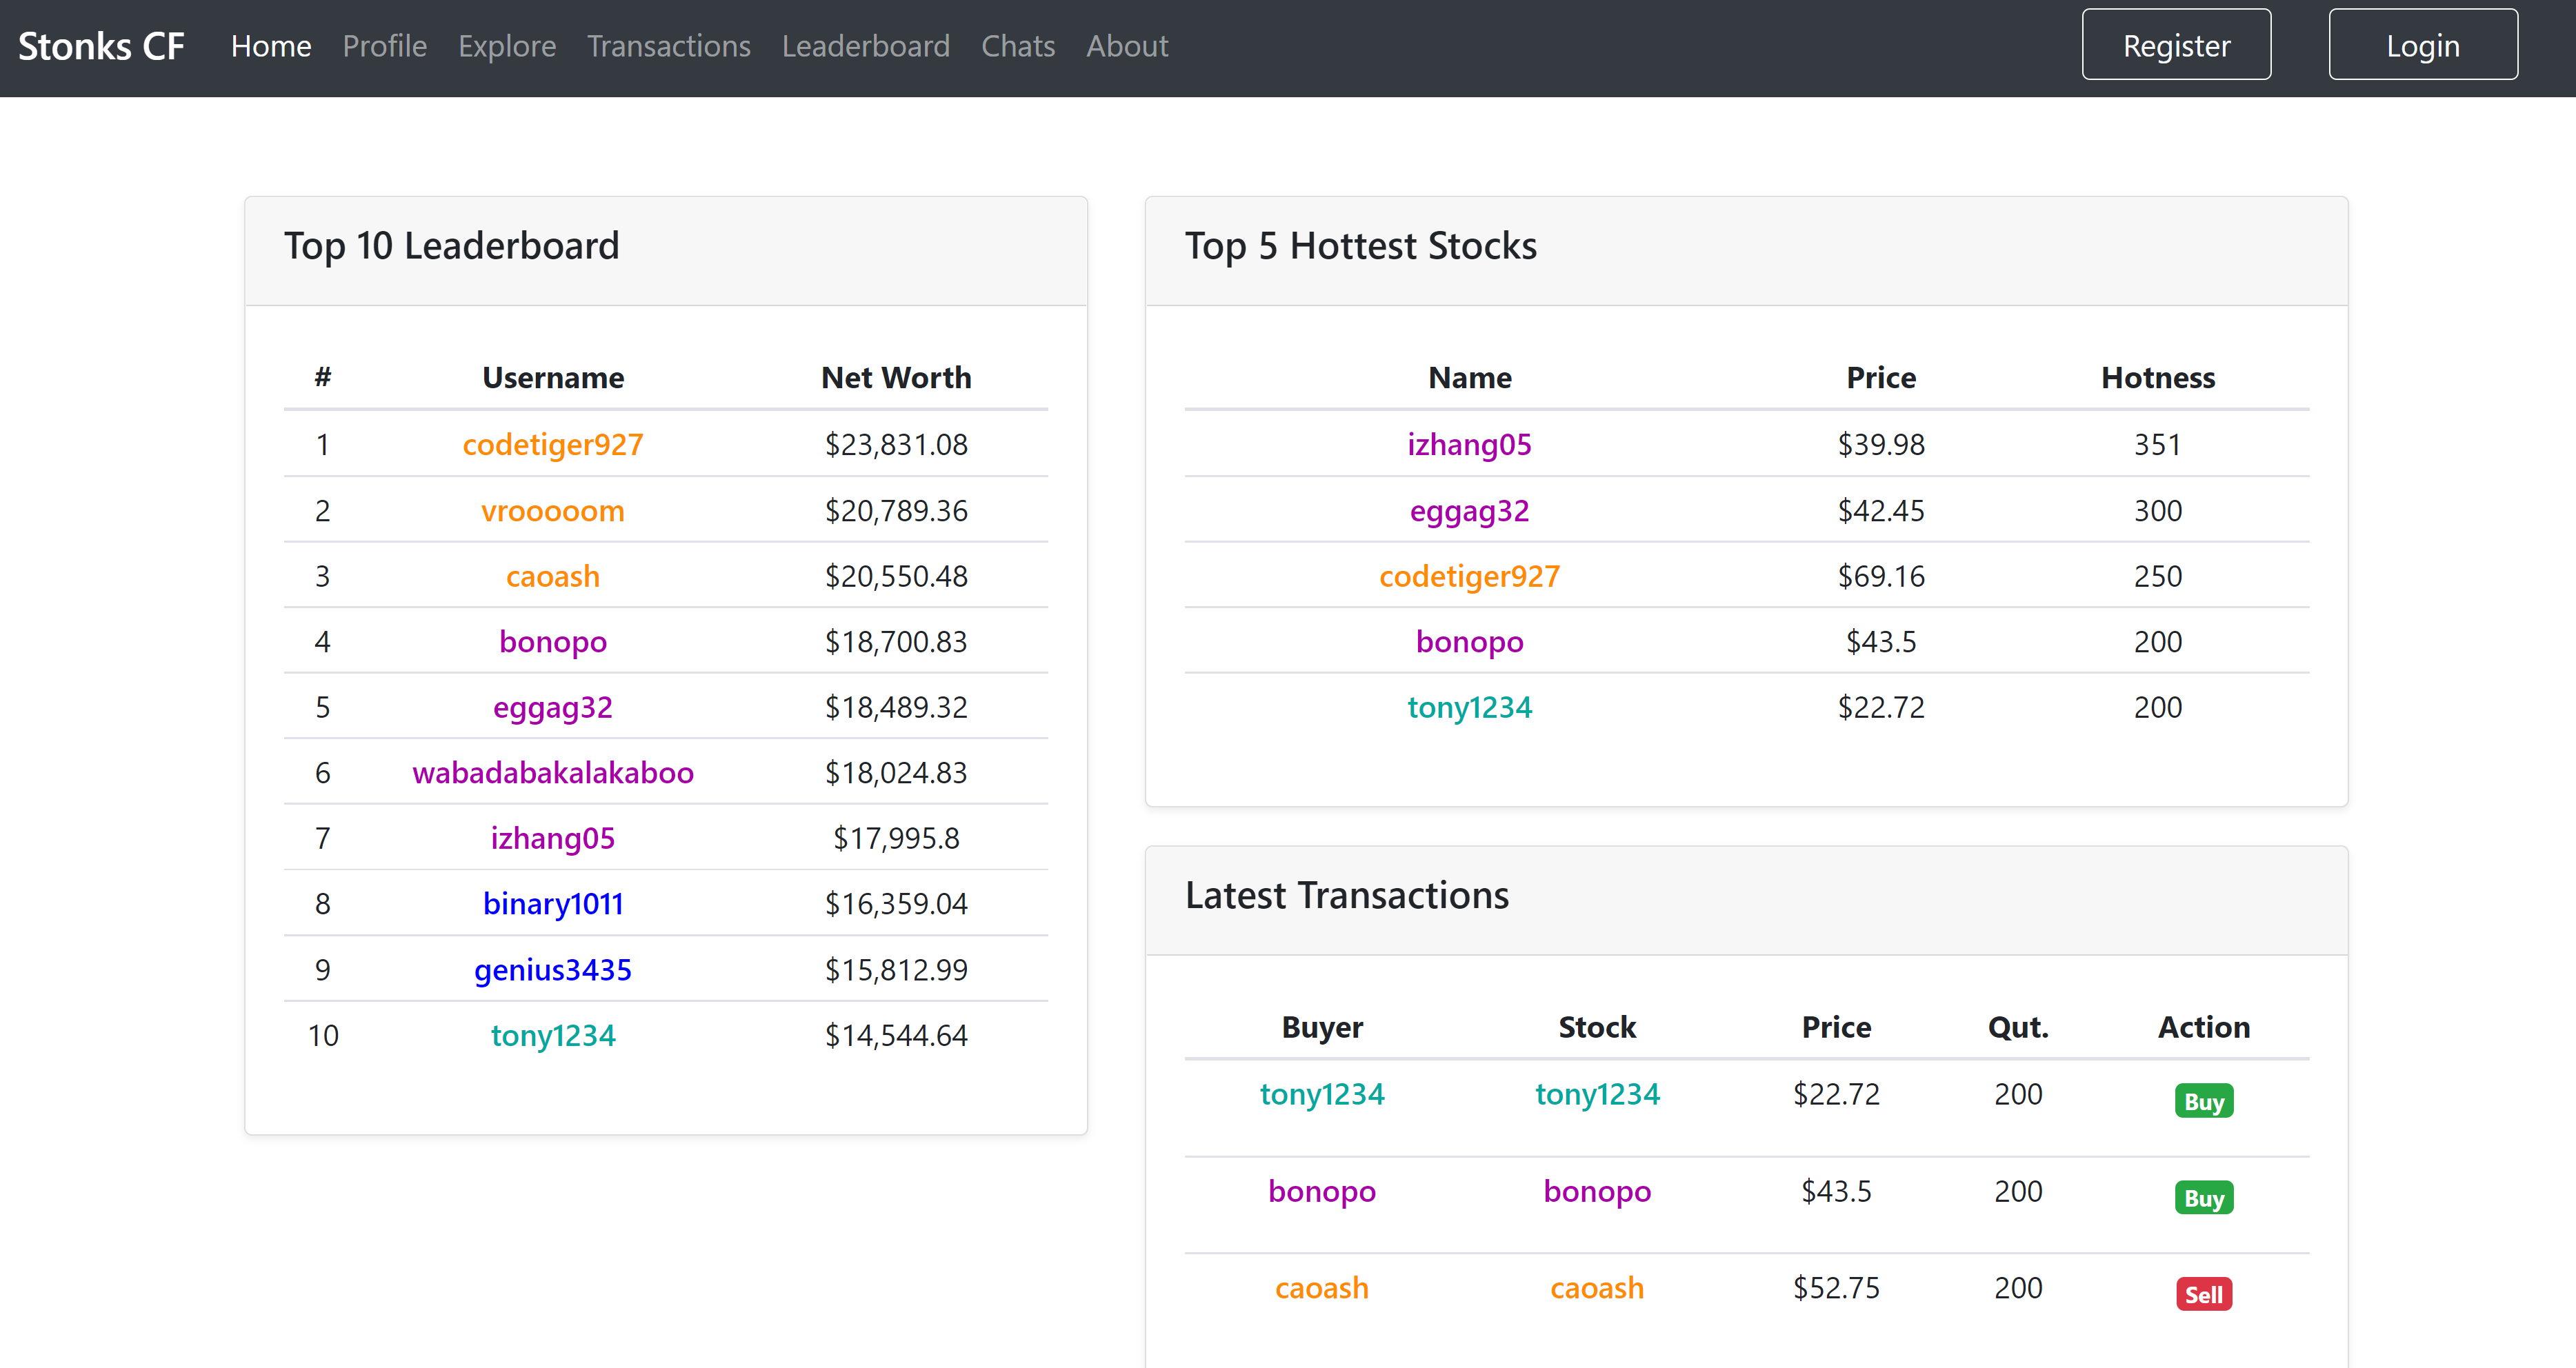 Stonks CF Home Profile Explore Transactions Leaderboard Chats About Register Login
Top 10 Leaderboard
# Username Net Worth
1 codetiger927 $23,831.08
2 vrooooom $20,789.36
3 caoash $20,550.48
4 bonopo $18,700.83
5 eggag32 $18,489.32
6 wabadabakalakaboo $18,024.83
7 izhang05 $17,995.8
8 binary1011 $16,359.04
9 genius3435 $15,812.99
10 tony1234 $14,544.64
Top 5 Hottest Stocks
Name Price Hotness
izhang05 $39.98 351
eggag32 $42.45 300
codetiger927 $69.16 250
bonopo $43.5 200
tony1234 $22.72 200
Latest Transactions
Buyer Stock Price Qut. Action
tony1234 tony1234 $22.72 200 Buy
bonopo bonopo $43.5 200 Buy
caoash caoash $52.75 200 Sell